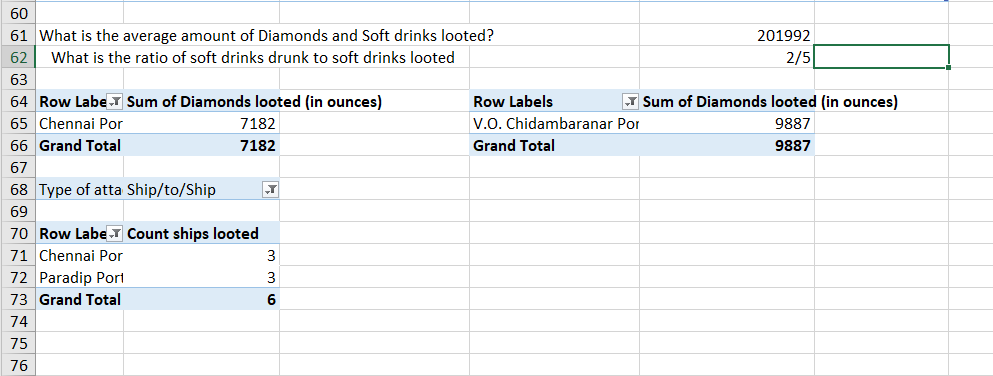 60
61 What is the average amount of Diamonds and Soft drinks looted? 201992
62 What is the ratio of soft drinks drunk to soft drinks looted 2/5
63
64 Row Labe Sum of Diamonds looted (in ounces) Row Labels Sum of Diamonds looted (in ounces)
65 Chennai Por 7182 V.O. Chidambaranar Por 9887
66 Grand Total 7182 Grand Total 9887
67
68 Type of atta Ship/to/Ship
69
70 Row Labe Count ships looted
71 Chennai Por 3
72 Paradip Port 3
73 Grand Total 6
74
75
76